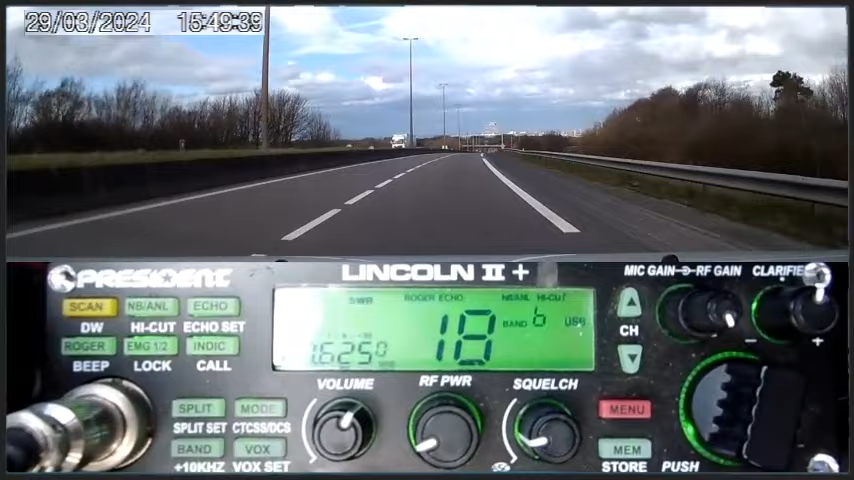 29/03/2024 15:49:39
PRESIDENT LINCOLN II + MIC GAIN RF GAIN CLARIFIE
SCAN NB/ANL ECHO
DW HI-CUT ECHO SET
ROGER EMG 1/2 INDIC
BEEP LOCK CALL
SWR ROGER ECHO NB/ANL HI-CUT
18 BAND b USB
CH
- +
VOLUME RF PWR SQUELCH
SPLIT MODE
SPLIT SET CTCSS/DCS
BAND VOX
+10KHZ VOX SET
MENU
MEM
STORE PUSH